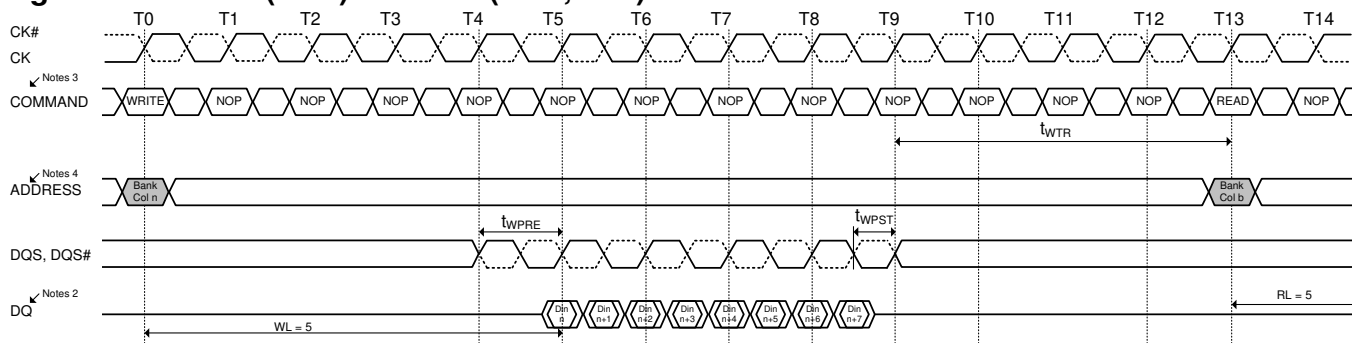 T0 T1 T2 T3 T4 T5 T6 T7 T8 T9 T10 T11 T12 T13 T14
CK#
CK
Notes 3
COMMAND WRITE NOP NOP NOP NOP NOP NOP NOP NOP NOP NOP NOP NOP READ NOP
tWTR
Notes 4
ADDRESS Bank Col n Bank Col b
tWPRE tWPST
DQS, DQS#
Notes 2
DQ Din n Din n+1 Din n+2 Din n+3 Din n+4 Din n+5 Din n+6 Din n+7
RL = 5
WL = 5